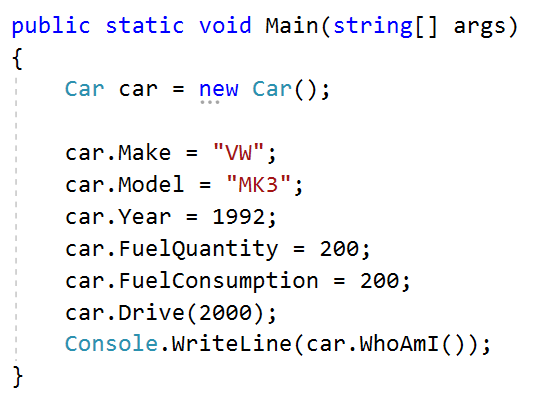 public static void Main(string[] args)
{
Car car = new Car();
car.Make = "VW";
car.Model = "MK3";
car.Year = 1992;
car.FuelQuantity = 200;
car.FuelConsumption = 200;
car.Drive(2000);
Console.WriteLine(car.WhoAmI());
}